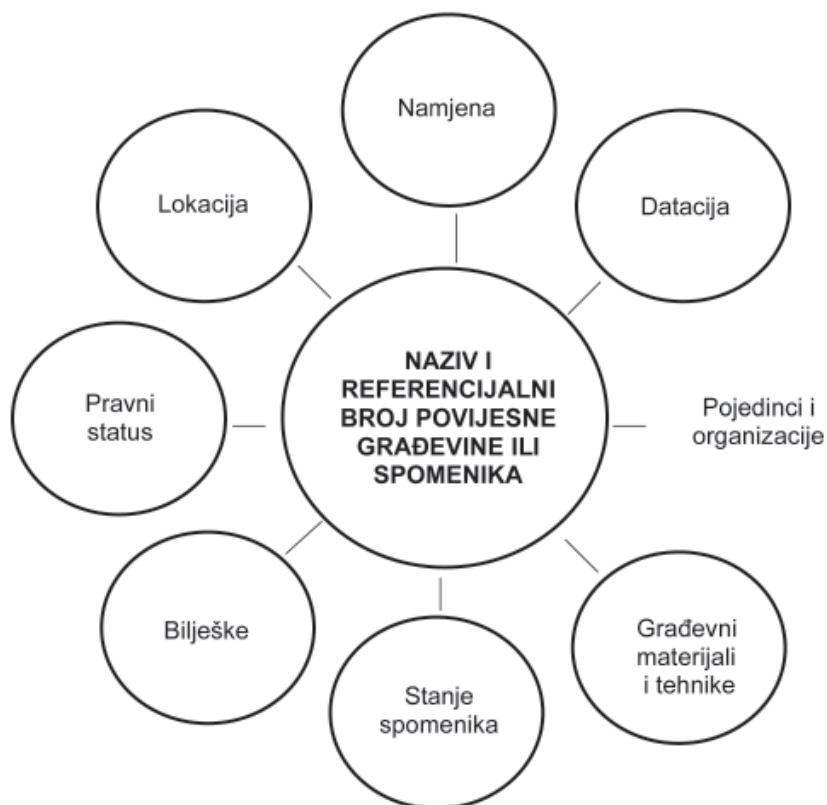 Namjena
Lokacija
Datacija
NAZIV I
REFERENCIJALNI
BROJ POVIJESNE
GRAĐEVINE ILI
SPOMENIKA
Pravni
status
Pojedinci i
organizacije
Bilješke
Građevni
materijali
i tehnike
Stanje
spomenika